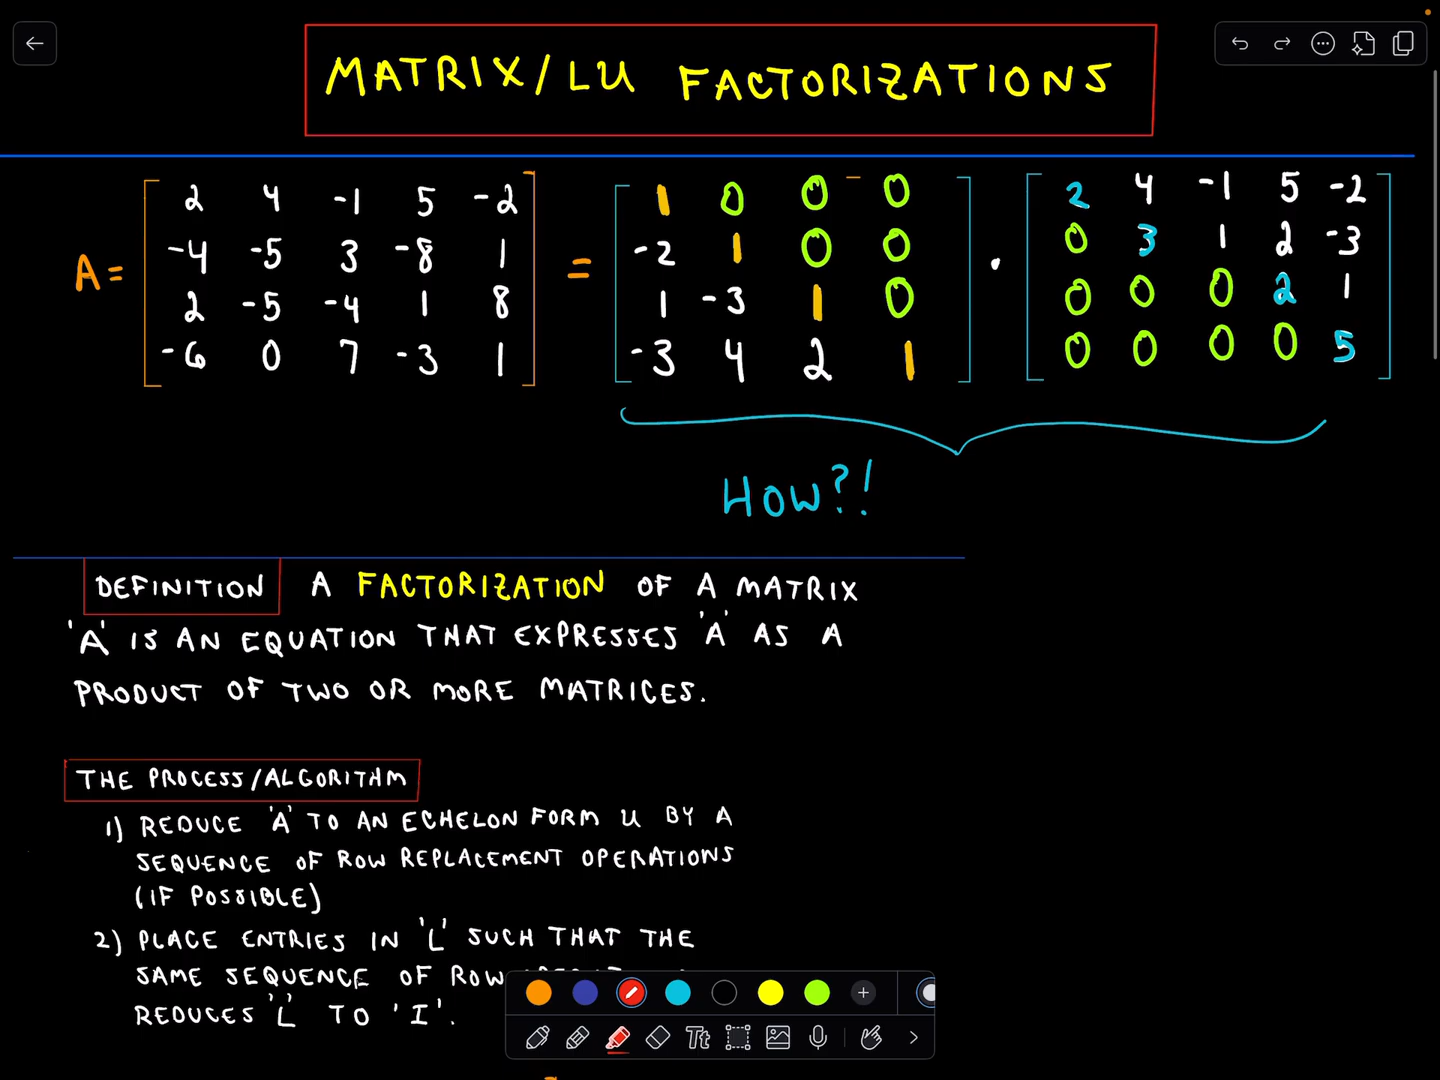 MATRIX/LU FACTORIZATIONS
A = [ 2 4 -1 5 -2 ] = [ 1 0 0 0 ] · [ 2 4 -1 5 -2 ]
[ -4 -5 3 -8 1 ] [ -2 1 0 0 ] [ 0 3 1 2 -3 ]
[ 2 -5 -4 1 8 ] [ 1 -3 1 0 ] [ 0 0 0 2 1 ]
[ -6 0 7 -3 1 ] [ -3 4 2 1 ] [ 0 0 0 0 5 ]
HOW?!
DEFINITION A FACTORIZATION OF A MATRIX
'A' IS AN EQUATION THAT EXPRESSES 'A' AS A
PRODUCT OF TWO OR MORE MATRICES.
THE PROCESS/ALGORITHM
1) REDUCE 'A' TO AN ECHELON FORM U BY A
SEQUENCE OF ROW REPLACEMENT OPERATIONS
(IF POSSIBLE)
2) PLACE ENTRIES IN 'L' SUCH THAT THE
SAME SEQUENCE OF ROW
REDUCES 'L' TO 'I'.
Tt